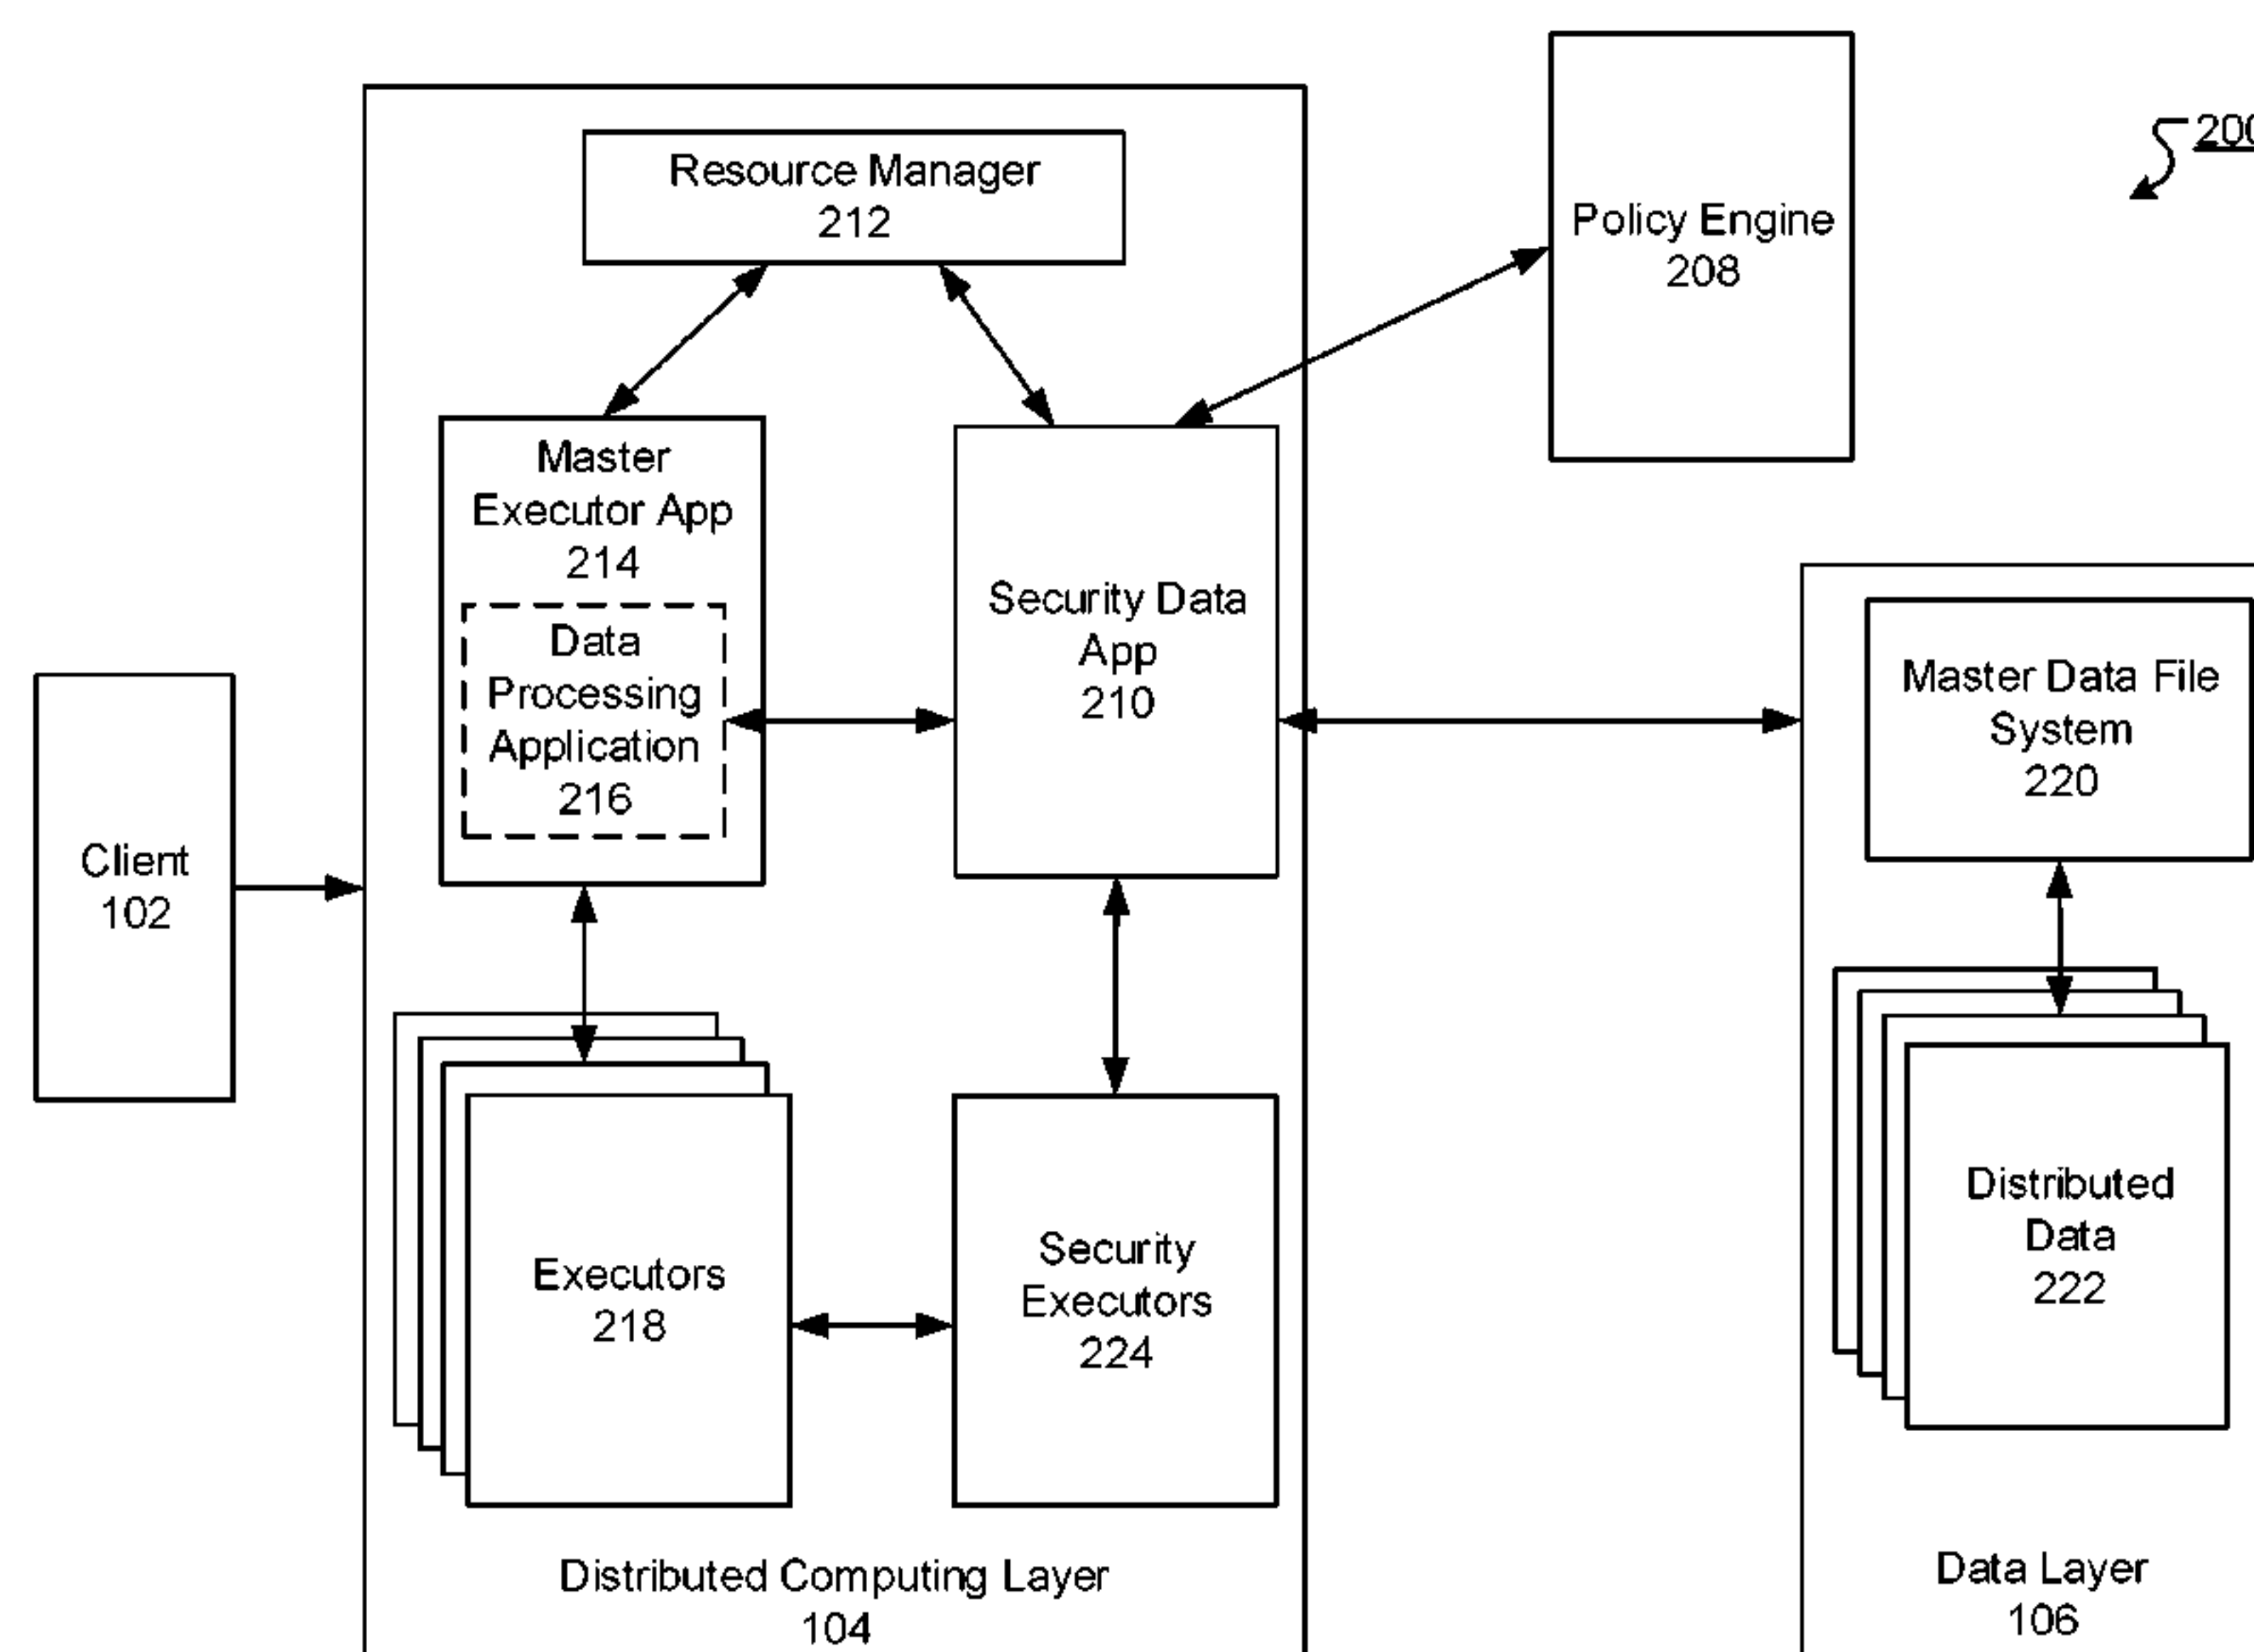 200
Resource Manager
212
Policy Engine
208
Master
Executor App
214
Data
Processing
Application
216
Security Data
App
210
Master Data File
System
220
Client
102
Executors
218
Security
Executors
224
Distributed
Data
222
Distributed Computing Layer
104
Data Layer
106